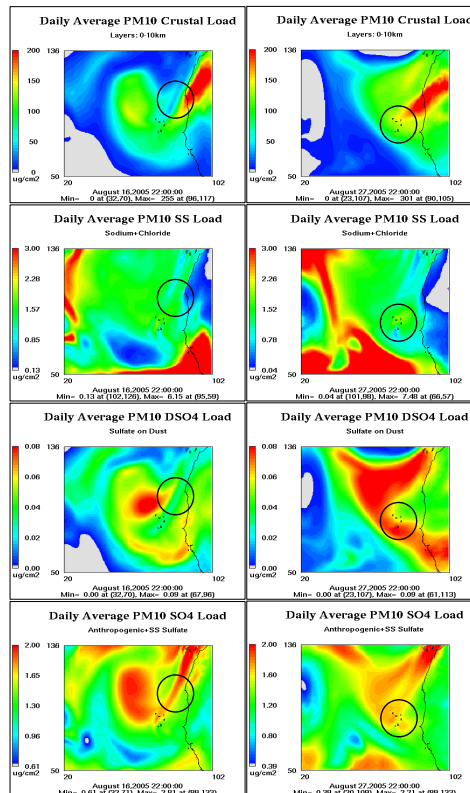 Daily Average PM10 Crustal Load
Layers: 0-10km
200
150
100
50
0
ug/cm2
136
50
20
102
August 16,2005 22:00:00
Min= 0 at (32,70), Max= 255 at (96,117)
Daily Average PM10 Crustal Load
Layers: 0-10km
200
150
100
50
0
ug/cm2
136
50
20
102
August 27,2005 22:00:00
Min= 0 at (23,107), Max= 301 at (90,105)
Daily Average PM10 SS Load
Sodium+Chloride
3.00
2.28
1.57
0.85
0.13
ug/cm2
136
50
20
102
August 16,2005 22:00:00
Min= 0.13 at (102,126), Max= 6.15 at (95,59)
Daily Average PM10 SS Load
Sodium+Chloride
3.00
2.26
1.52
0.78
0.04
ug/cm2
136
50
20
102
August 27,2005 22:00:00
Min= 0.04 at (101,98), Max= 7.48 at (66,57)
Daily Average PM10 DSO4 Load
Sulfate on Dust
0.08
0.06
0.04
0.02
0.00
ug/cm2
136
50
20
102
August 16,2005 22:00:00
Min= 0.00 at (32,70), Max= 0.09 at (67,96)
Daily Average PM10 DSO4 Load
Sulfate on Dust
0.08
0.06
0.04
0.02
0.00
ug/cm2
136
50
20
102
August 27,2005 22:00:00
Min= 0.00 at (23,107), Max= 0.09 at (61,113)
Daily Average PM10 SO4 Load
Anthropogenic+SS Sulfate
2.00
1.65
1.30
0.96
0.61
ug/cm2
136
50
20
102
August 16,2005 22:00:00
Daily Average PM10 SO4 Load
Anthropogenic+SS Sulfate
2.00
1.60
1.20
0.80
0.39
ug/cm2
136
50
20
102
August 27,2005 22:00:00